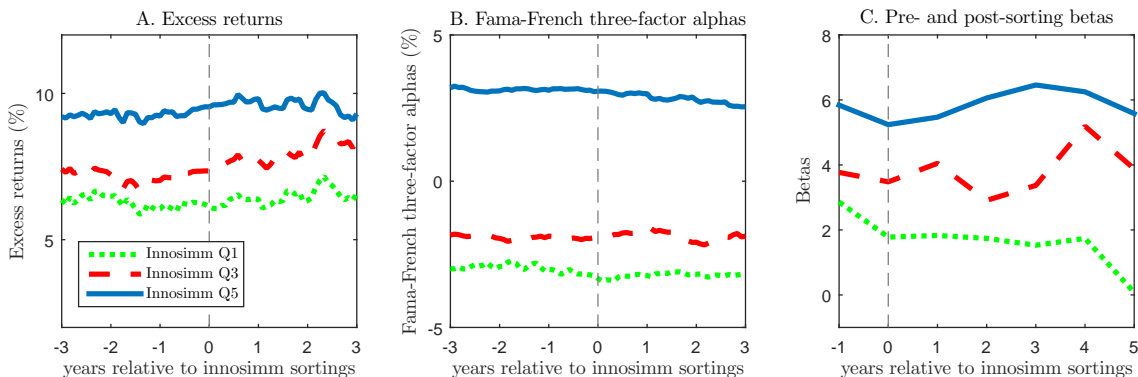 A. Excess returns
Excess returns (%)
10
5
Innosimm Q1
Innosimm Q3
Innosimm Q5
-3 -2 -1 0 1 2 3
years relative to innosimm sortings
B. Fama-French three-factor alphas
Fama-French three-factor alphas (%)
5
0
-5
-3 -2 -1 0 1 2 3
years relative to innosimm sortings
C. Pre- and post-sorting betas
Betas
8
6
4
2
0
-1 0 1 2 3 4 5
years relative to innosimm sortings